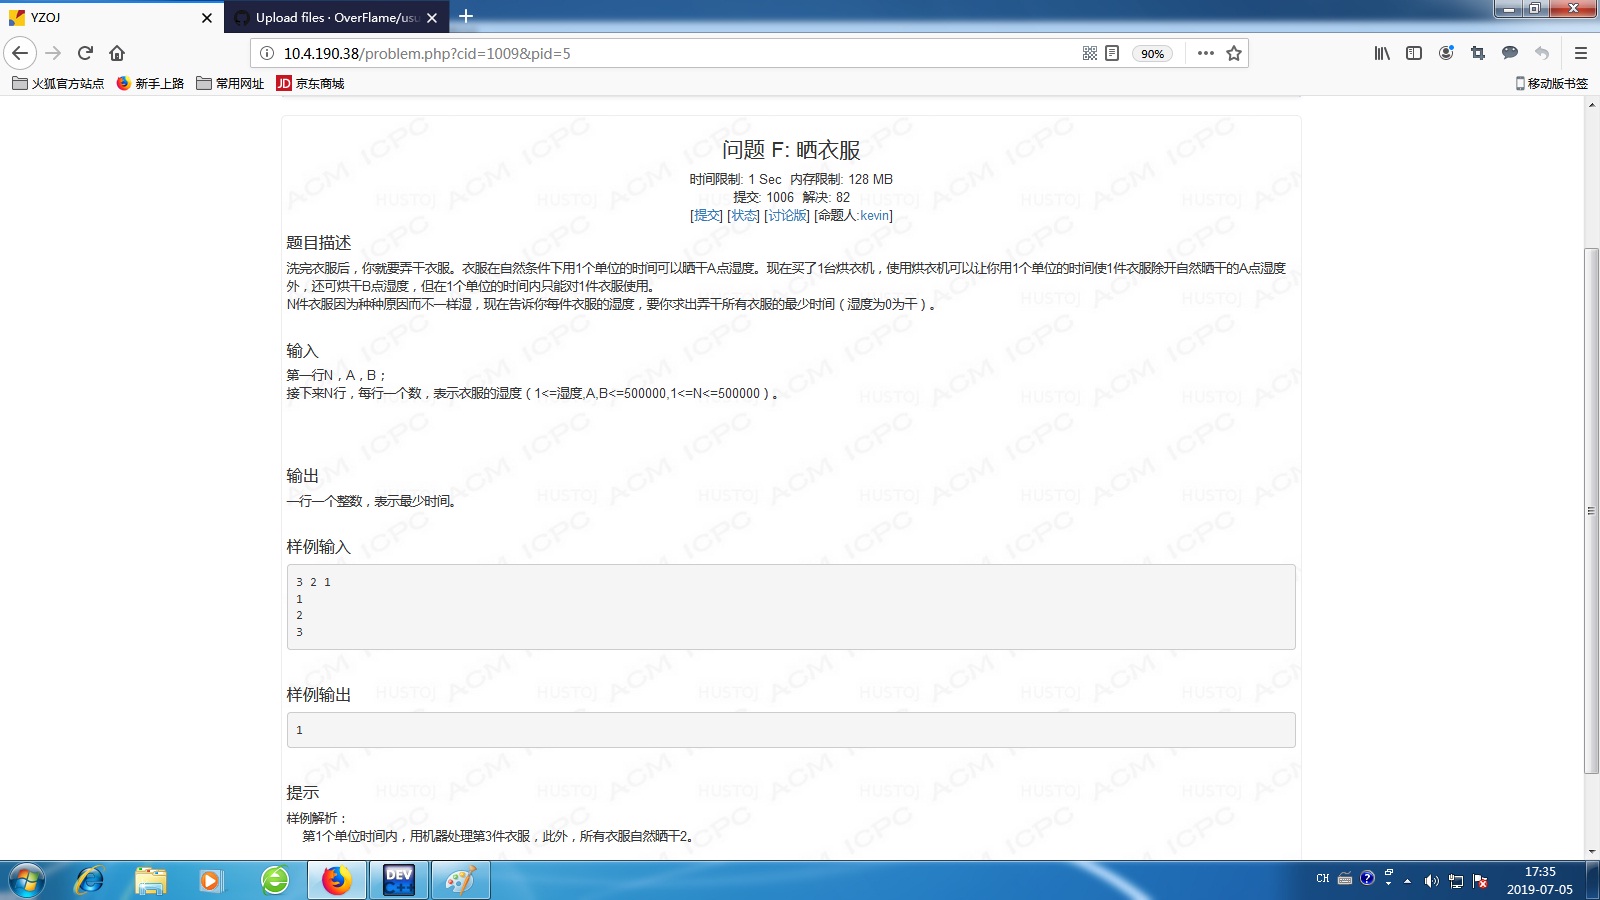 YZOJ
Upload files · OverFlame/usu
10.4.190.38/problem.php?cid=1009&pid=5
90%
火狐官方站点
新手上路
常用网址
JD 京东商城
移动版书签
问题 F: 晒衣服
时间限制: 1 Sec 内存限制: 128 MB
提交: 1006 解决: 82
[提交] [状态] [讨论版] [命题人:kevin]
题目描述
洗完衣服后，你就要弄干衣服。衣服在自然条件下用1个单位的时间可以晒干A点湿度。现在买了1台烘衣机，使用烘衣机可以让你用1个单位的时间使1件衣服除开自然晒干的A点湿度
外，还可烘干B点湿度，但在1个单位的时间内只能对1件衣服使用。
N件衣服因为种种原因而不一样湿，现在告诉你每件衣服的湿度，要你求出弄干所有衣服的最少时间（湿度为0为干）。
输入
第一行N，A，B；
接下来N行，每行一个数，表示衣服的湿度（1<=湿度,A,B<=500000,1<=N<=500000）。
输出
一行一个整数，表示最少时间。
样例输入
3 2 1
1
2
3
样例输出
1
提示
样例解析：
第1个单位时间内，用机器处理第3件衣服，此外，所有衣服自然晒干2。
ACM ICPC
HUSTOJ
DEV
C++
CH
17:35
2019-07-05